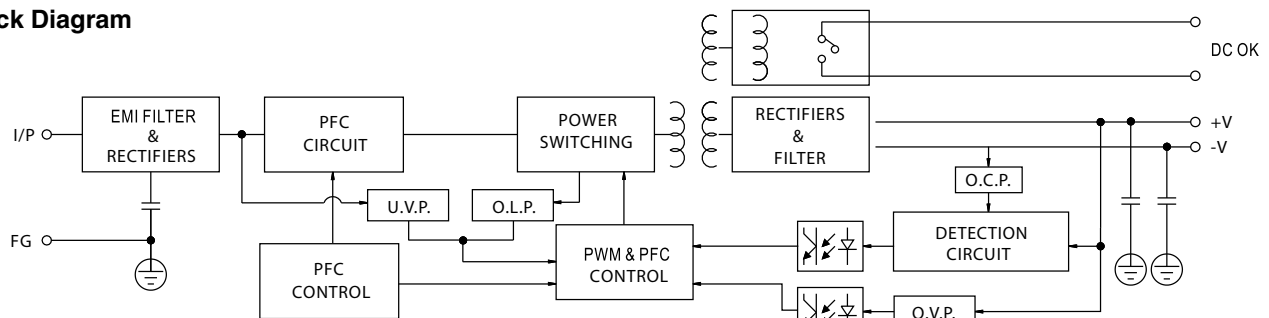 ck Diagram
DC OK
I/P
EMI FILTER
&
RECTIFIERS
PFC
CIRCUIT
POWER
SWITCHING
RECTIFIERS
&
FILTER
+V
-V
U.V.P.
O.L.P.
O.C.P.
FG
PFC
CONTROL
PWM & PFC
CONTROL
DETECTION
CIRCUIT
O.V.P.